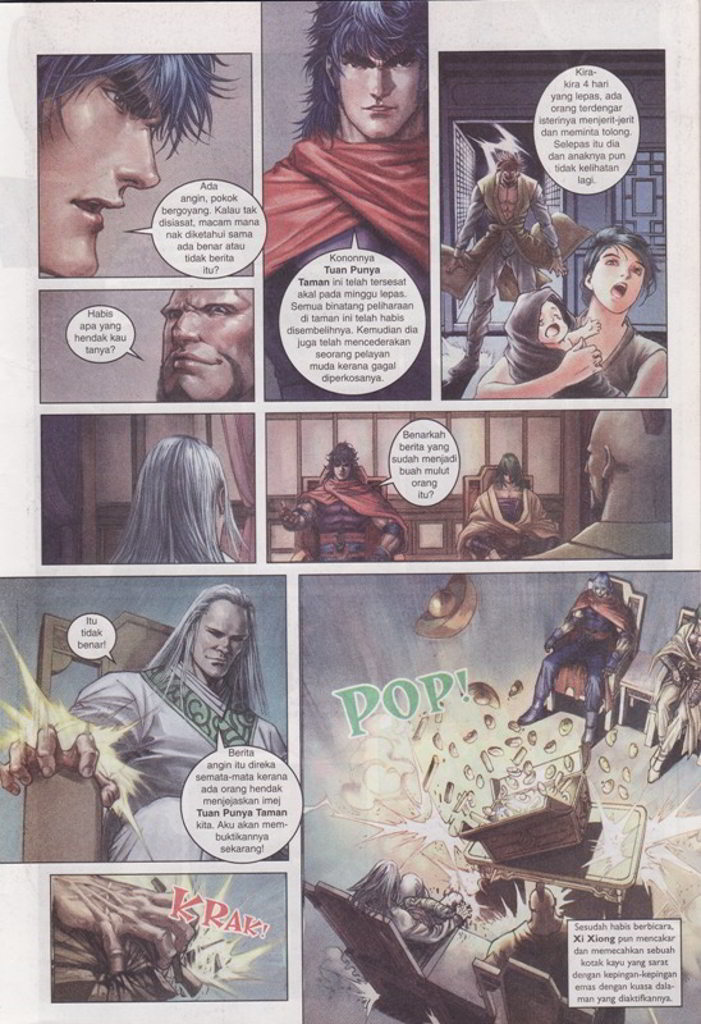 Ada
angin, pokok
bergoyang. Kalau tak
disiasat, macam mana
nak diketahui sama
ada benar atau
tidak berita
itu?
Kononnya
Tuan Punya
Taman ini telah tersesat
akal pada minggu lepas.
Semua binatang peliharaan
di taman ini telah habis
disembelihnya. Kemudian dia
juga telah mencederakan
seorang pelayan
muda kerana gagal
diperkosanya.
Kira-
kira 4 hari
yang lepas, ada
orang terdengar
isterinya menjerit-jerit
dan meminta tolong.
Selepas itu dia
dan anaknya pun
tidak kelihatan
lagi.
Habis
apa yang
hendak kau
tanya?
Benarkah
berita yang
sudah menjadi
buah mulut
orang
itu?
Itu
tidak
benar!
Berita
angin itu direka
semata-mata kerana
ada orang hendak
menjejaskan imej
Tuan Punya Taman
kita. Aku akan mem-
buktikannya
sekarang!
POP!
KRAK!
Sesudah habis berbicara,
Xi Xiong pun mencakar
dan memecahkan sebuah
kotak kayu yang sarat
dengan kepingan-kepingan
emas dengan kuasa dala-
man yang diaktifkannya.